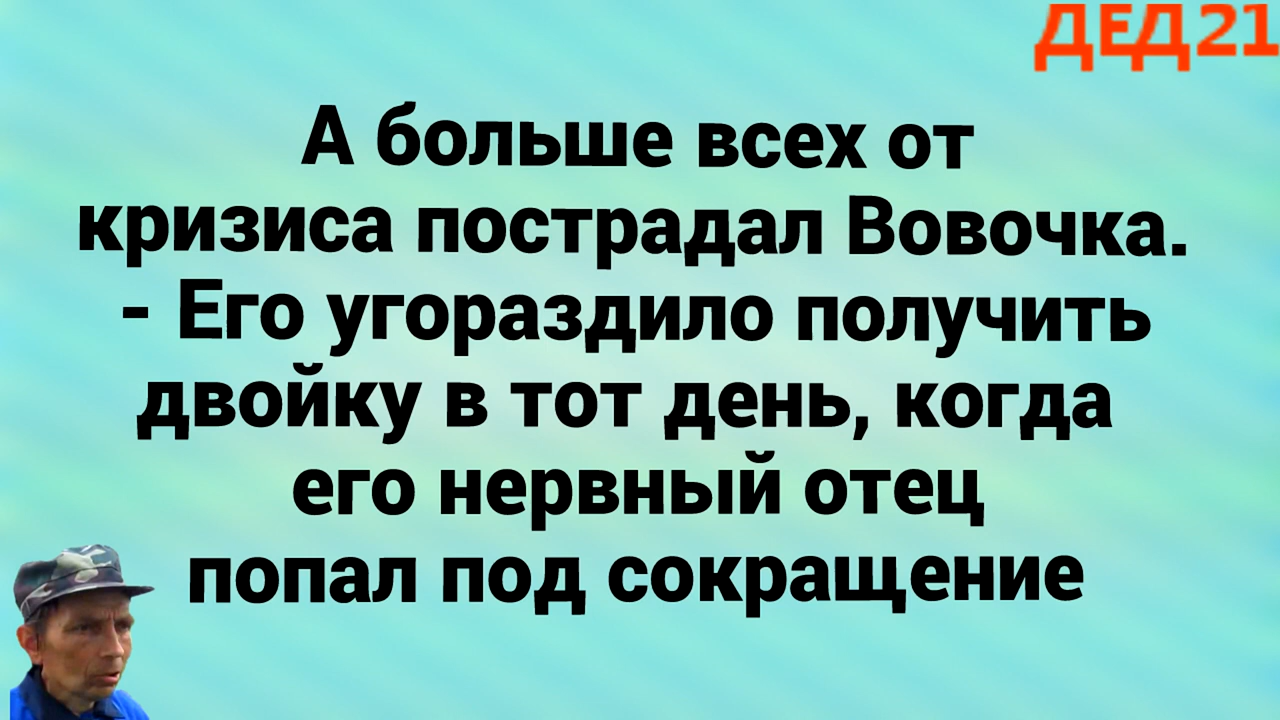 ДЕД21
А больше всех от
кризиса пострадал Вовочка.
- Его угораздило получить
двойку в тот день, когда
его нервный отец
попал под сокращение